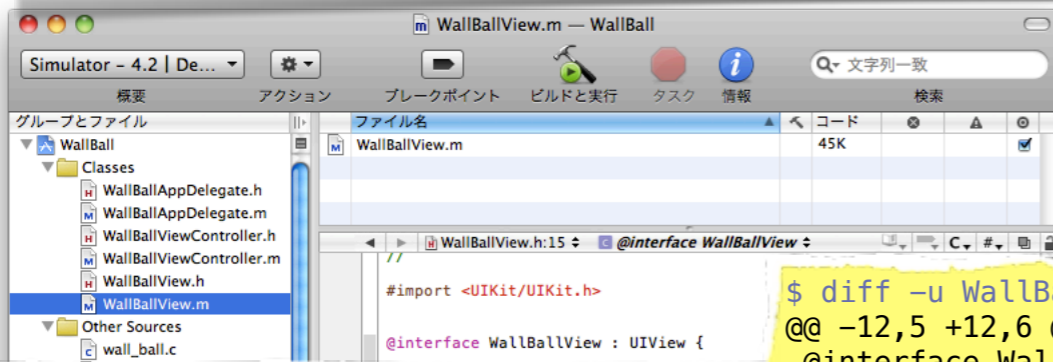 WallBallView.m — WallBall
Simulator – 4.2 | De...
概要
アクション
ブレークポイント
ビルドと実行
タスク
情報
文字列一致
検索
グループとファイル
ファイル名
コード
WallBall
WallBallView.m
45K
Classes
WallBallAppDelegate.h
WallBallAppDelegate.m
WallBallViewController.h
WallBallViewController.m
WallBallView.h
WallBallView.m
Other Sources
wall_ball.c
WallBallView.h:15
@interface WallBallView
C
#
//
#import <UIKit/UIKit.h>
@interface WallBallView : UIView {
$ diff -u WallB
@@ -12,5 +12,6
@interface Wal